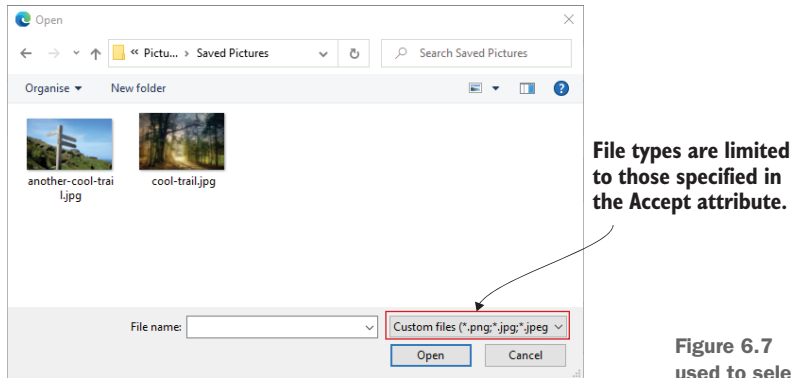 Open
« Pictu... › Saved Pictures
Search Saved Pictures
Organise
New folder
another-cool-trai
l.jpg
cool-trail.jpg
File types are limited
to those specified in
the Accept attribute.
File name:
Custom files (*.png;*.jpg;*.jpeg
Open
Cancel
Figure 6.7
used to sele